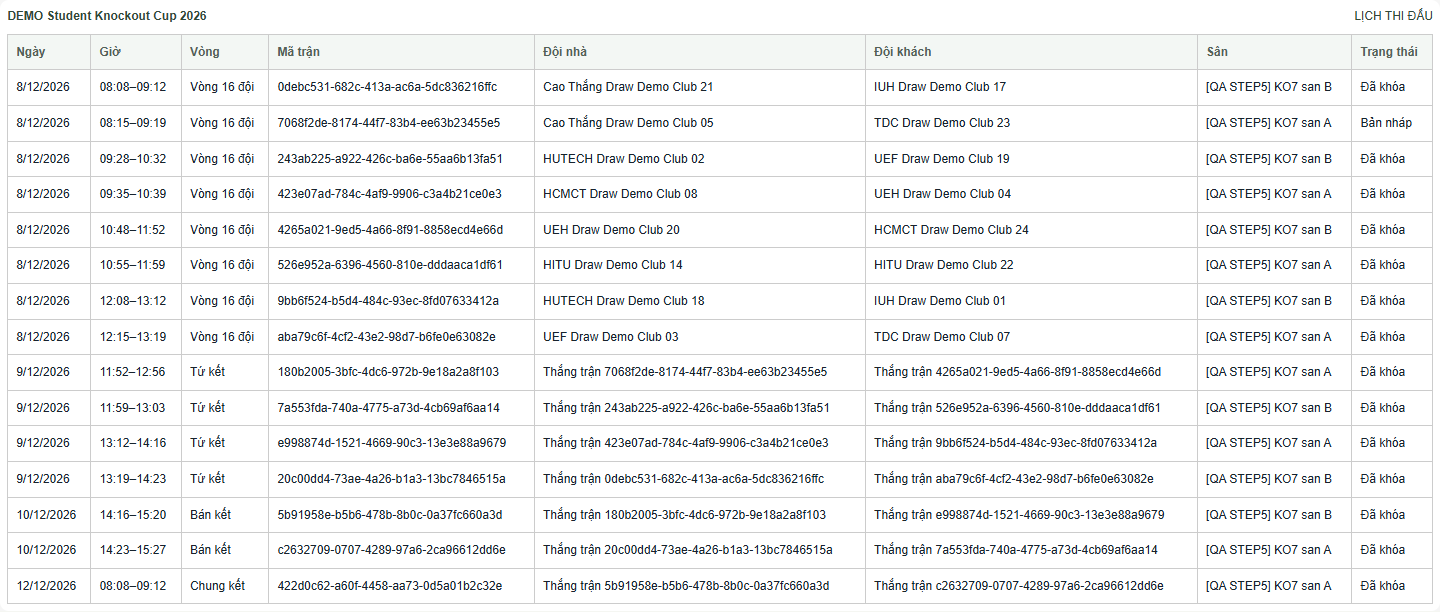 DEMO Student Knockout Cup 2026 LỊCH THI ĐẤU
Ngày Giờ Vòng Mã trận Đội nhà Đội khách Sân Trạng thái
8/12/2026 08:08–09:12 Vòng 16 đội 0debc531-682c-413a-ac6a-5dc836216ffc Cao Thắng Draw Demo Club 21 IUH Draw Demo Club 17 [QA STEP5] KO7 san B Đã khóa
8/12/2026 08:15–09:19 Vòng 16 đội 7068f2de-8174-44f7-83b4-ee63b23455e5 Cao Thắng Draw Demo Club 05 TDC Draw Demo Club 23 [QA STEP5] KO7 san A Bản nháp
8/12/2026 09:28–10:32 Vòng 16 đội 243ab225-a922-426c-ba6e-55aa6b13fa51 HUTECH Draw Demo Club 02 UEF Draw Demo Club 19 [QA STEP5] KO7 san B Đã khóa
8/12/2026 09:35–10:39 Vòng 16 đội 423e07ad-784c-4af9-9906-c3a4b21ce0e3 HCMCT Draw Demo Club 08 UEH Draw Demo Club 04 [QA STEP5] KO7 san A Đã khóa
8/12/2026 10:48–11:52 Vòng 16 đội 4265a021-9ed5-4a66-8f91-8858ecd4e66d UEH Draw Demo Club 20 HCMCT Draw Demo Club 24 [QA STEP5] KO7 san B Đã khóa
8/12/2026 10:55–11:59 Vòng 16 đội 526e952a-6396-4560-810e-dddaaca1df61 HITU Draw Demo Club 14 HITU Draw Demo Club 22 [QA STEP5] KO7 san A Đã khóa
8/12/2026 12:08–13:12 Vòng 16 đội 9bb6f524-b5d4-484c-93ec-8fd07633412a HUTECH Draw Demo Club 18 IUH Draw Demo Club 01 [QA STEP5] KO7 san B Đã khóa
8/12/2026 12:15–13:19 Vòng 16 đội aba79c6f-4cf2-43e2-98d7-b6fe0e63082e UEF Draw Demo Club 03 TDC Draw Demo Club 07 [QA STEP5] KO7 san A Đã khóa
9/12/2026 11:52–12:56 Tứ kết 180b2005-3bfc-4dc6-972b-9e18a2a8f103 Thắng trận 7068f2de-8174-44f7-83b4-ee63b23455e5 Thắng trận 4265a021-9ed5-4a66-8f91-8858ecd4e66d [QA STEP5] KO7 san A Đã khóa
9/12/2026 11:59–13:03 Tứ kết 7a553fda-740a-4775-a73d-4cb69af6aa14 Thắng trận 243ab225-a922-426c-ba6e-55aa6b13fa51 Thắng trận 526e952a-6396-4560-810e-dddaaca1df61 [QA STEP5] KO7 san B Đã khóa
9/12/2026 13:12–14:16 Tứ kết e998874d-1521-4669-90c3-13e3e88a9679 Thắng trận 423e07ad-784c-4af9-9906-c3a4b21ce0e3 Thắng trận 9bb6f524-b5d4-484c-93ec-8fd07633412a [QA STEP5] KO7 san A Đã khóa
9/12/2026 13:19–14:23 Tứ kết 20c00dd4-73ae-4a26-b1a3-13bc7846515a Thắng trận 0debc531-682c-413a-ac6a-5dc836216ffc Thắng trận aba79c6f-4cf2-43e2-98d7-b6fe0e63082e [QA STEP5] KO7 san B Đã khóa
10/12/2026 14:16–15:20 Bán kết 5b91958e-b5b6-478b-8b0c-0a37fc660a3d Thắng trận 180b2005-3bfc-4dc6-972b-9e18a2a8f103 Thắng trận e998874d-1521-4669-90c3-13e3e88a9679 [QA STEP5] KO7 san B Đã khóa
10/12/2026 14:23–15:27 Bán kết c2632709-0707-4289-97a6-2ca96612dd6e Thắng trận 20c00dd4-73ae-4a26-b1a3-13bc7846515a Thắng trận 7a553fda-740a-4775-a73d-4cb69af6aa14 [QA STEP5] KO7 san A Đã khóa
12/12/2026 08:08–09:12 Chung kết 422d0c62-a60f-4458-aa73-0d5a01b2c32e Thắng trận 5b91958e-b5b6-478b-8b0c-0a37fc660a3d Thắng trận c2632709-0707-4289-97a6-2ca96612dd6e [QA STEP5] KO7 san A Đã khóa